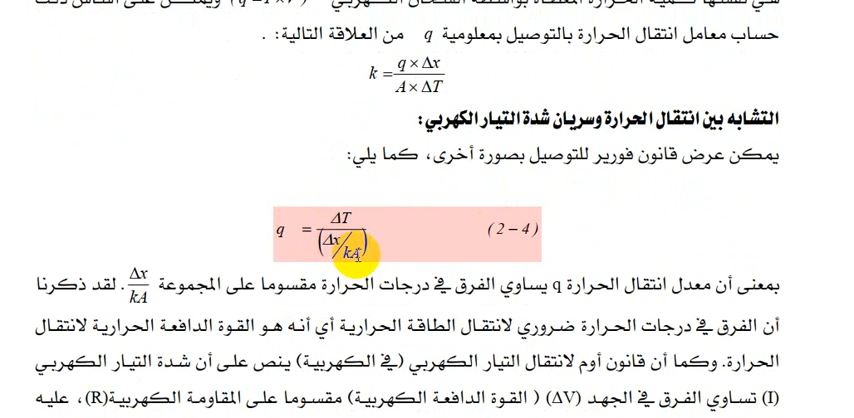 حساب معامل انتقال الحرارة بالتوصيل بمعلومية q من العلاقة التالية: .
k = q × Δx / A × ΔT
التشابه بين انتقال الحرارة وسريان شدة التيار الكهربي :
يمكن عرض قانون فورير للتوصيل بصورة أخرى، كما يلي:
q = ΔT / (Δx/kA) (2 – 4)
بمعنى أن معدل انتقال الحرارة q يساوي الفرق في درجات الحرارة مقسوما على المجموعة Δx/kA . لقد ذكرنا
أن الفرق في درجات الحرارة ضروري لانتقال الطاقة الحرارية أي أنه هو القوة الدافعة الحرارية لانتقال
الحرارة. وكما أن قانون أوم لانتقال التيار الكهربي (في الكهربية) ينص على أن شدة التيار الكهربي
(I) تساوي الفرق في الجهد (ΔV) ( القوة الدافعة الكهربية) مقسوما على المقاومة الكهربية(R)، عليه